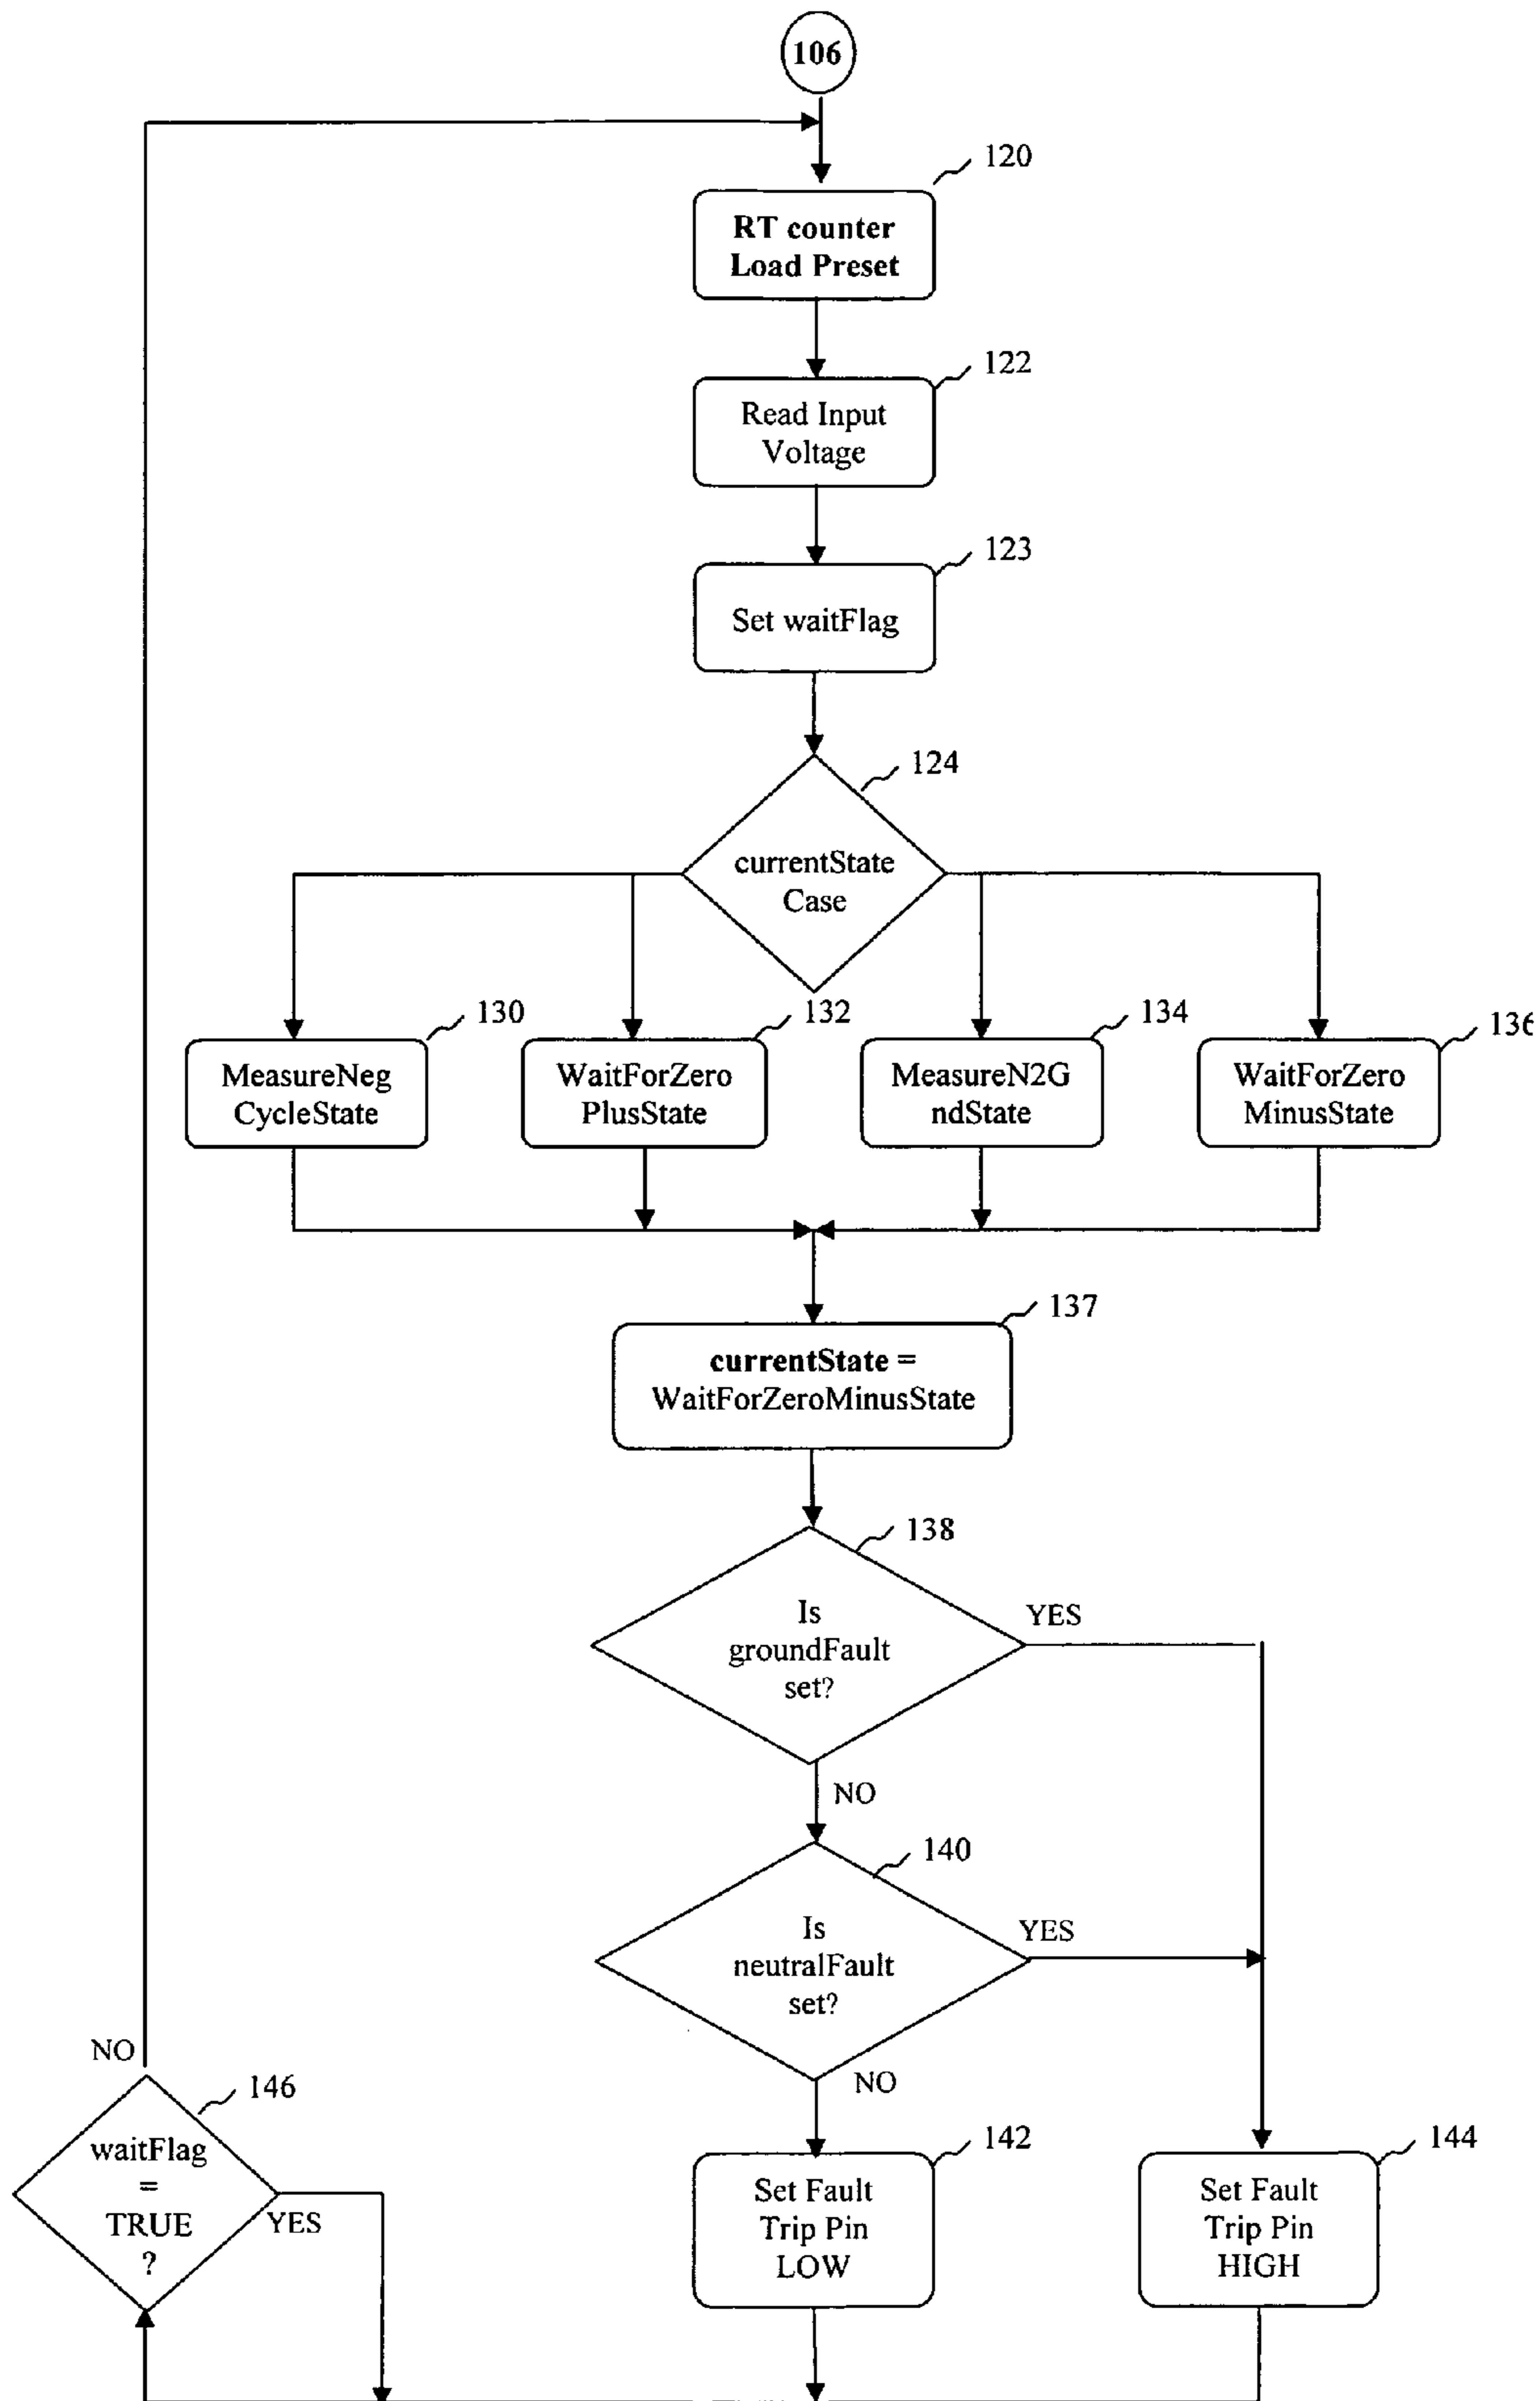 106
120
RT counter
Load Preset
122
Read Input
Voltage
123
Set waitFlag
124
currentState
Case
130
MeasureNeg
CycleState
132
WaitForZero
PlusState
134
MeasureN2G
ndState
136
WaitForZero
MinusState
137
currentState =
WaitForZeroMinusState
138
Is
groundFault
set?
YES
NO
140
Is
neutralFault
set?
YES
NO
142
Set Fault
Trip Pin
LOW
144
Set Fault
Trip Pin
HIGH
146
waitFlag
=
TRUE
?
NO
YES